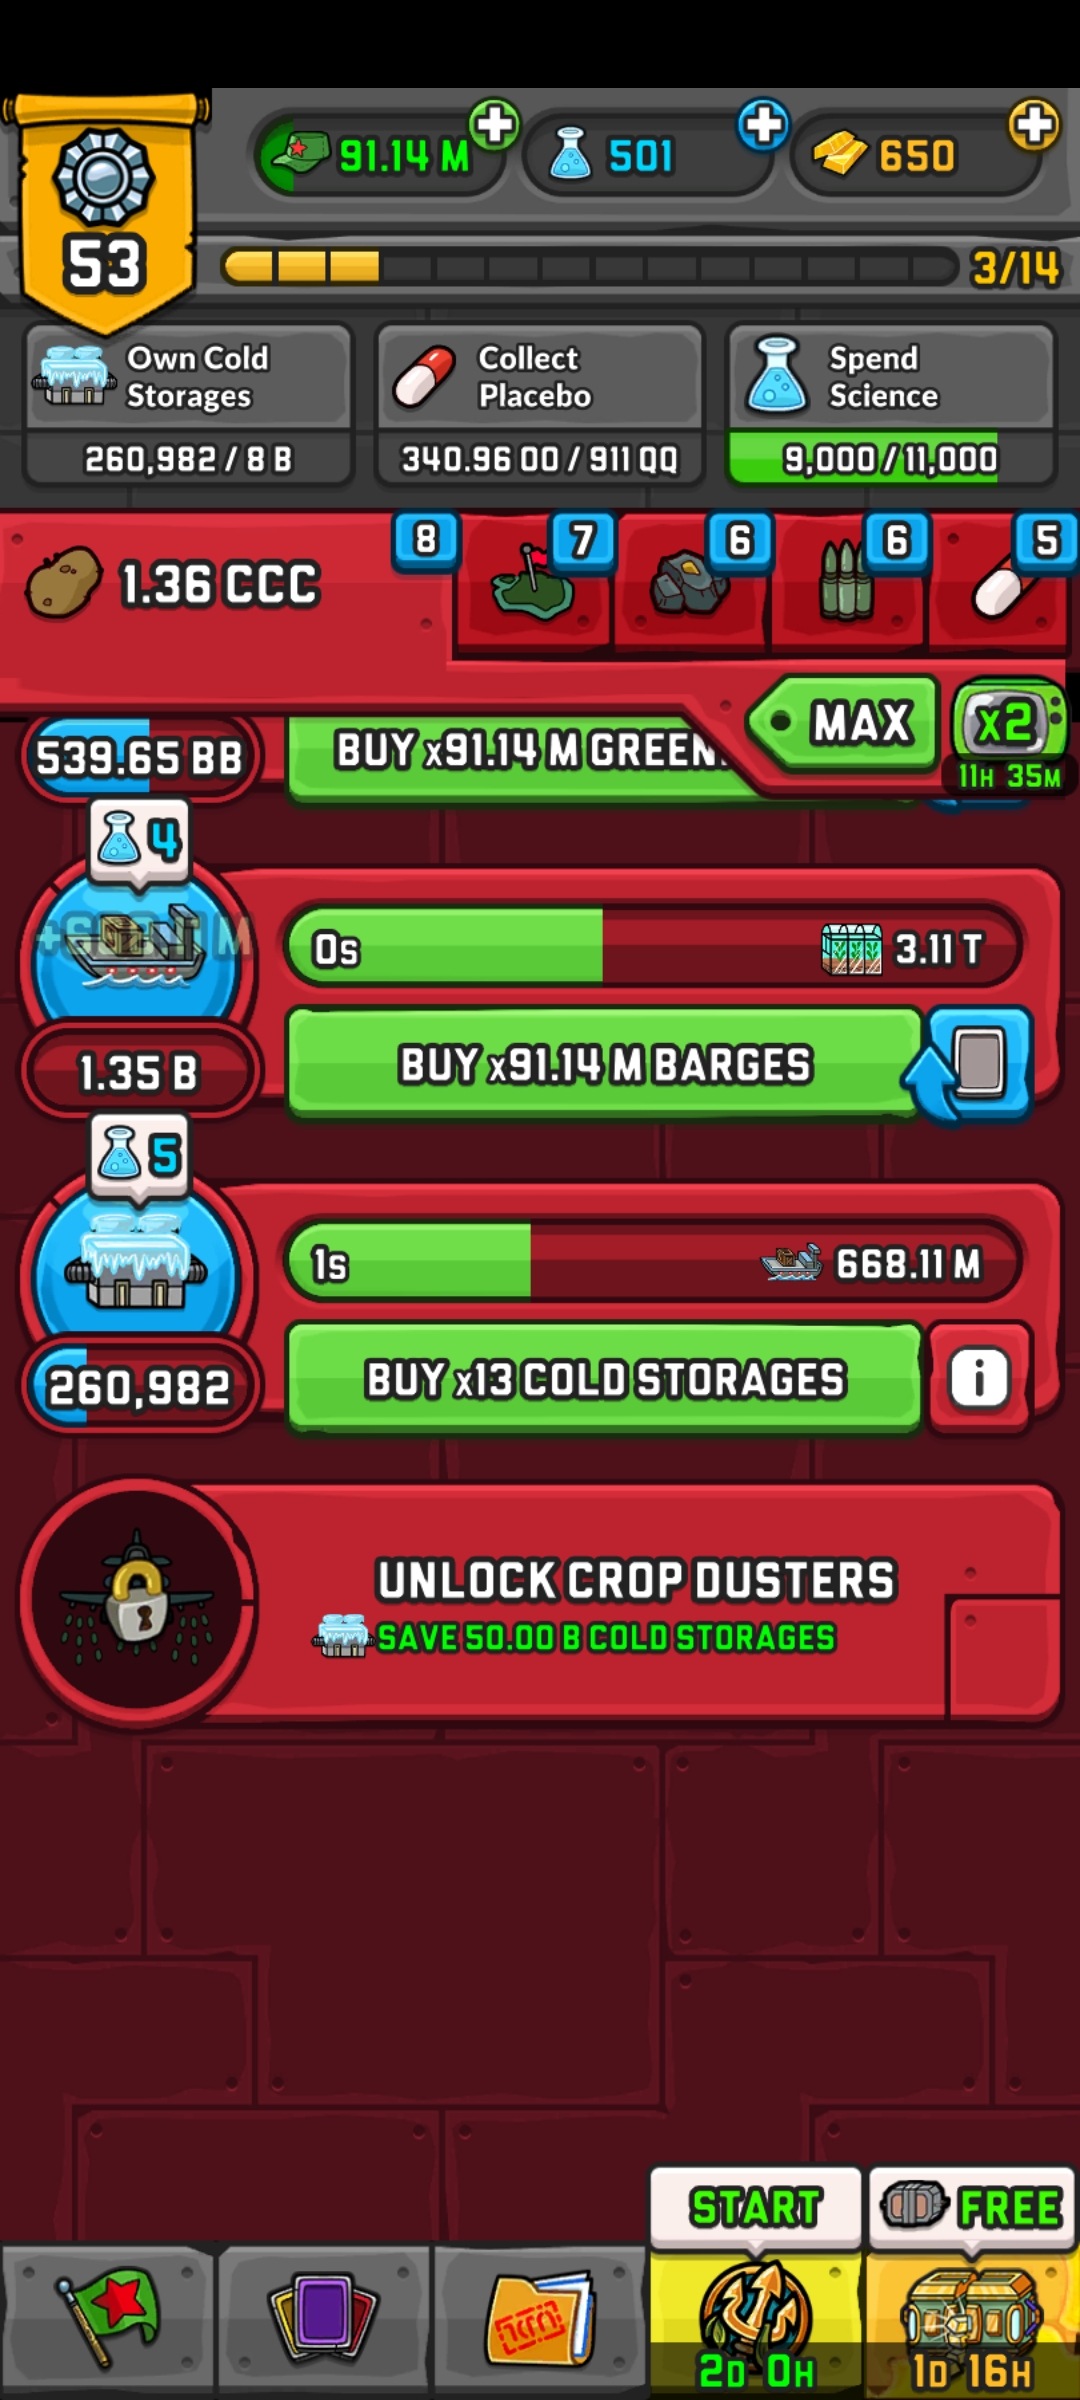 91.14 M
501
650
53
3/14
Own Cold
Storages
260,982 / 8 B
Collect
Placebo
340.96 OO / 911 QQ
Spend
Science
9,000 / 11,000
1.36 CCC
8
7
6
6
5
MAX
X2
11H 35M
539.65 BB
BUY x91.14 M GREEN
4
0s
3.11 T
1.35 B
BUY x91.14 M BARGES
5
1s
668.11 M
260,982
BUY x13 COLD STORAGES
i
UNLOCK CROP DUSTERS
SAVE 50.00 B COLD STORAGES
START
FREE
2D 0H
1D 16H